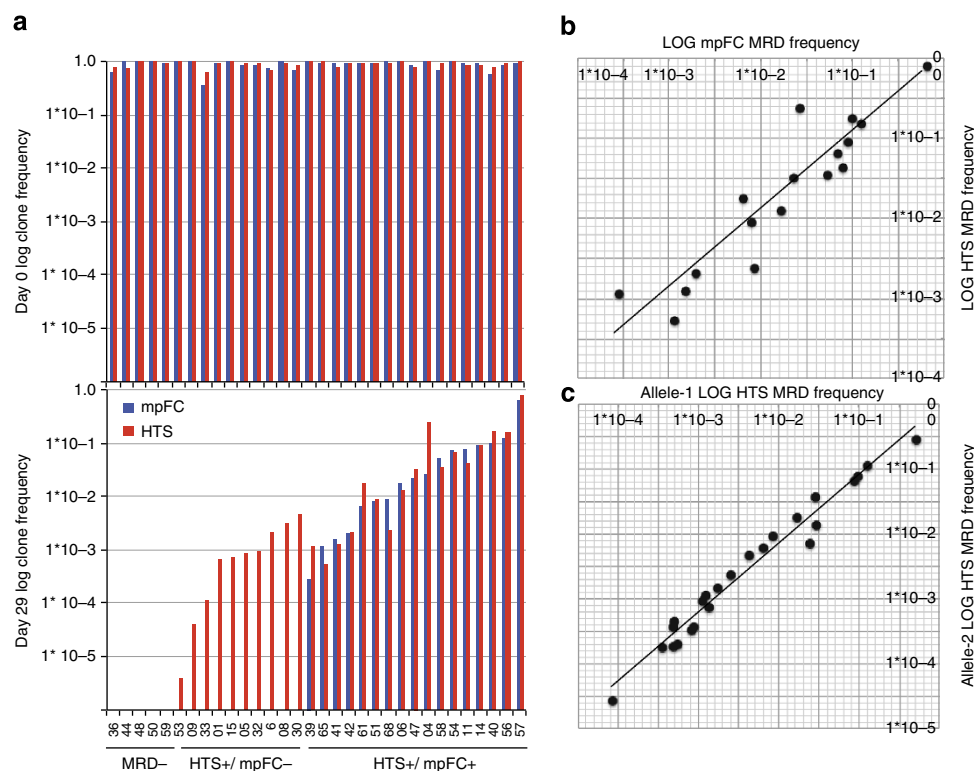 a
Day 0 log clone frequency
1.0
1*10–1
1*10–2
1*10–3
1* 10–4
1* 10–5
Day 29 log clone frequency
1.0
1*10–1
1*10–2
1*10–3
1* 10–4
1* 10–5
mpFC
HTS
36 44 48 50 59 53 09 33 01 15 05 32 6 08 30 39 65 41 42 61 51 68 06 47 04 58 54 11 14 40 56 57
MRD– HTS+/ mpFC– HTS+/ mpFC+
b
LOG mpFC MRD frequency
1*10–4 1*10–3 1*10–2 1*10–1 0
0
1*10–1
1*10–2
1*10–3
1*10–4
LOG HTS MRD frequency
c
Allele-1 LOG HTS MRD frequency
1*10–4 1*10–3 1*10–2 1*10–1 0
0
1*10–1
1*10–2
1*10–3
1*10–4
1*10–5
Allele-2 LOG HTS MRD frequency